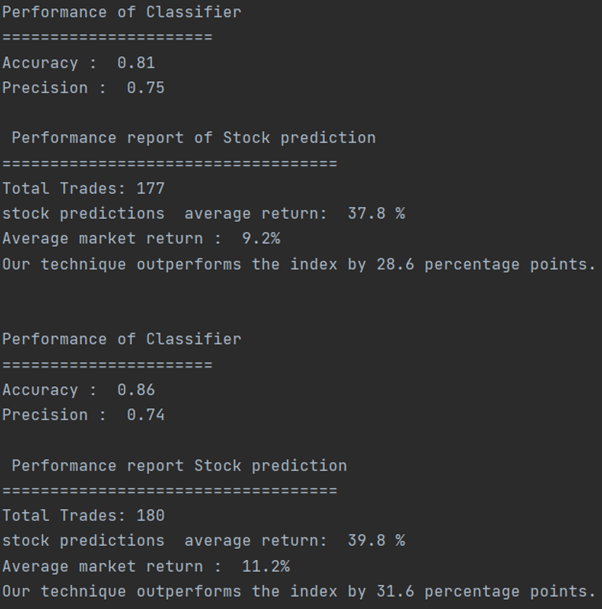 Performance of Classifier
======================
Accuracy :  0.81
Precision :  0.75
 Performance report of Stock prediction
===================================
Total Trades: 177
stock predictions  average return:  37.8 %
Average market return :  9.2%
Our technique outperforms the index by 28.6 percentage points.
Performance of Classifier
======================
Accuracy :  0.86
Precision :  0.74
 Performance report Stock prediction
===================================
Total Trades: 180
stock predictions  average return:  39.8 %
Average market return :  11.2%
Our technique outperforms the index by 31.6 percentage points.